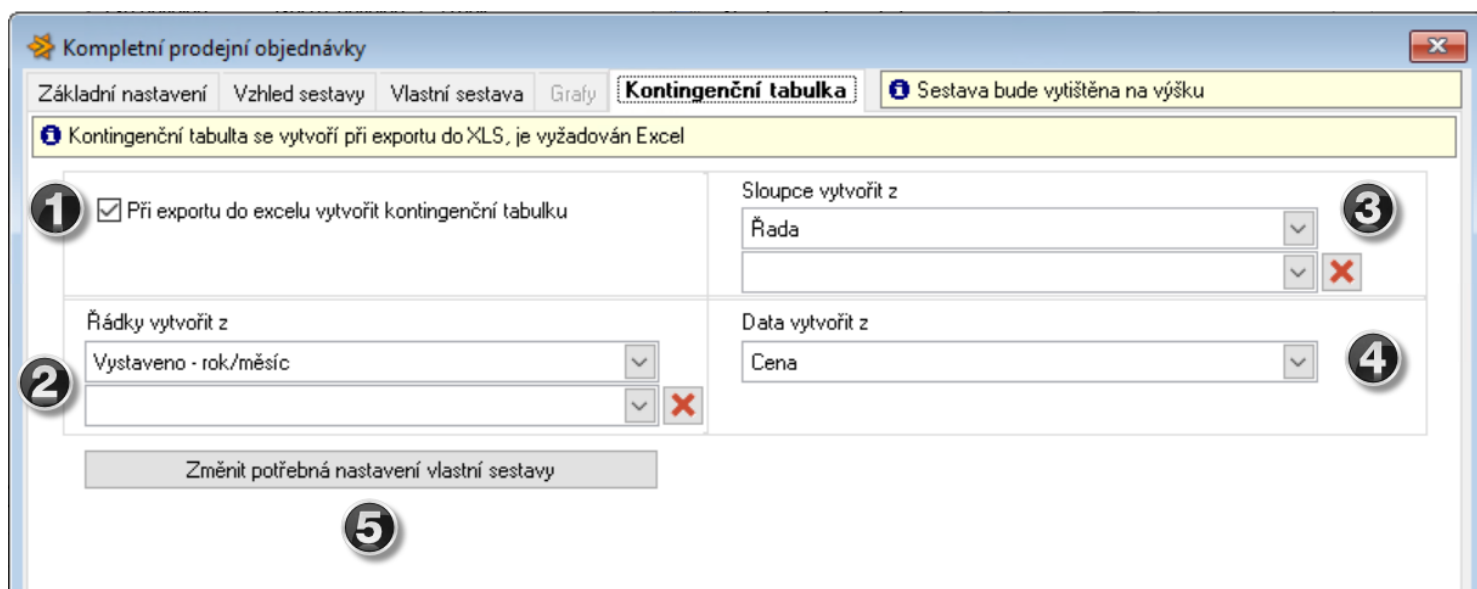 Kompletní prodejní objednávky
Základní nastavení Vzhled sestavy Vlastní sestava Grafy Kontingenční tabulka Sestava bude vytištěna na výšku
Kontingenční tabulta se vytvoří při exportu do XLS, je vyžadován Excel
1 Při exportu do excelu vytvořit kontingenční tabulku
Sloupce vytvořit z
Řada
3
Řádky vytvořit z
Vystaveno - rok/měsíc
2
Data vytvořit z
Cena
4
Změnit potřebná nastavení vlastní sestavy
5